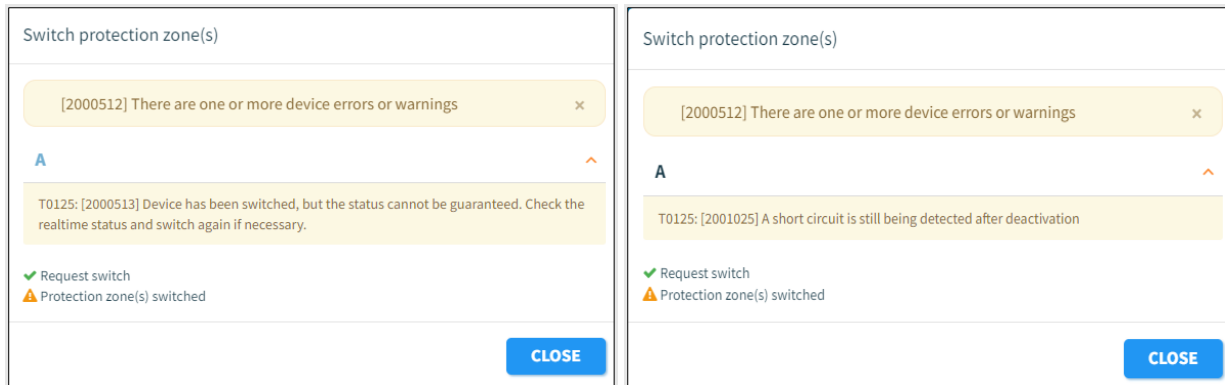 Switch protection zone(s)
[2000512] There are one or more device errors or warnings ×
A
T0125: [2000513] Device has been switched, but the status cannot be guaranteed. Check the
realtime status and switch again if necessary.
Request switch
Protection zone(s) switched
CLOSE
Switch protection zone(s)
[2000512] There are one or more device errors or warnings ×
A
T0125: [2001025] A short circuit is still being detected after deactivation
Request switch
Protection zone(s) switched
CLOSE